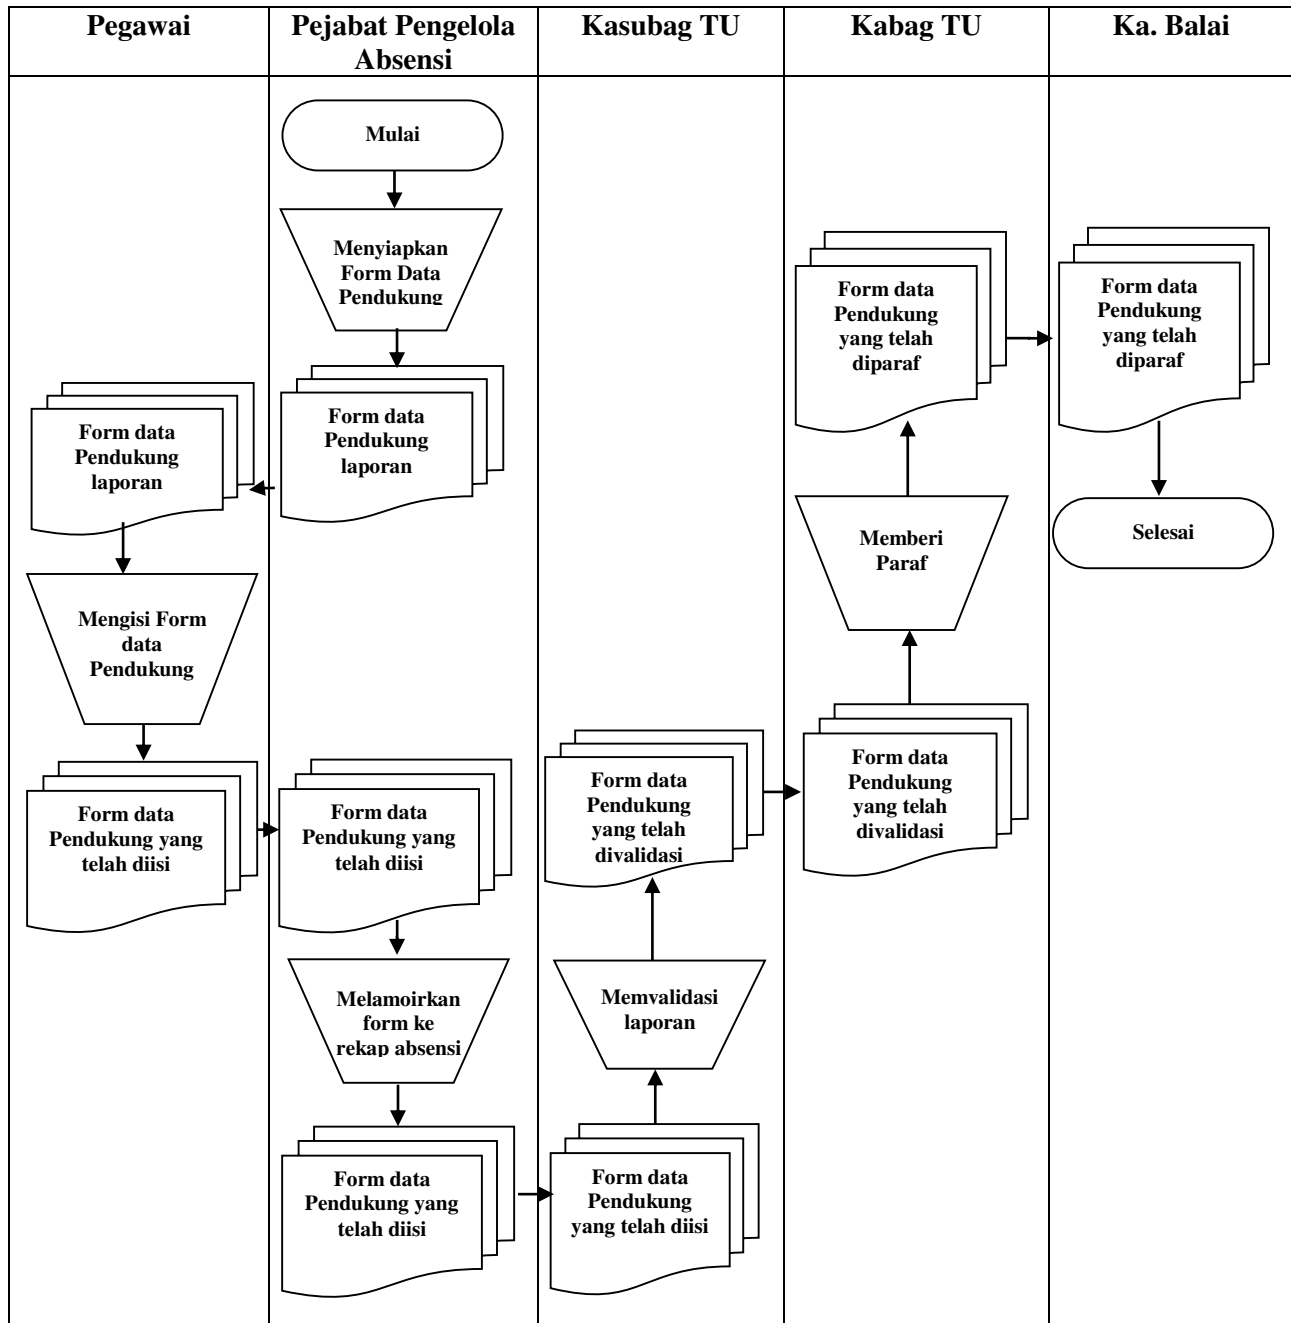 Pegawai
Pejabat Pengelola
Absensi
Kasubag TU
Kabag TU
Ka. Balai
Mulai
Menyiapkan
Form Data
Pendukung
Form data
Pendukung
laporan
Form data
Pendukung
laporan
Mengisi Form
data
Pendukung
Form data
Pendukung yang
telah diisi
Form data
Pendukung yang
telah diisi
Melamoirkan
form ke
rekap absensi
Form data
Pendukung yang
telah diisi
Form data
Pendukung
yang telah diisi
Memvalidasi
laporan
Form data
Pendukung
yang telah
divalidasi
Form data
Pendukung
yang telah
divalidasi
Memberi
Paraf
Form data
Pendukung
yang telah
diparaf
Form data
Pendukung
yang telah
diparaf
Selesai